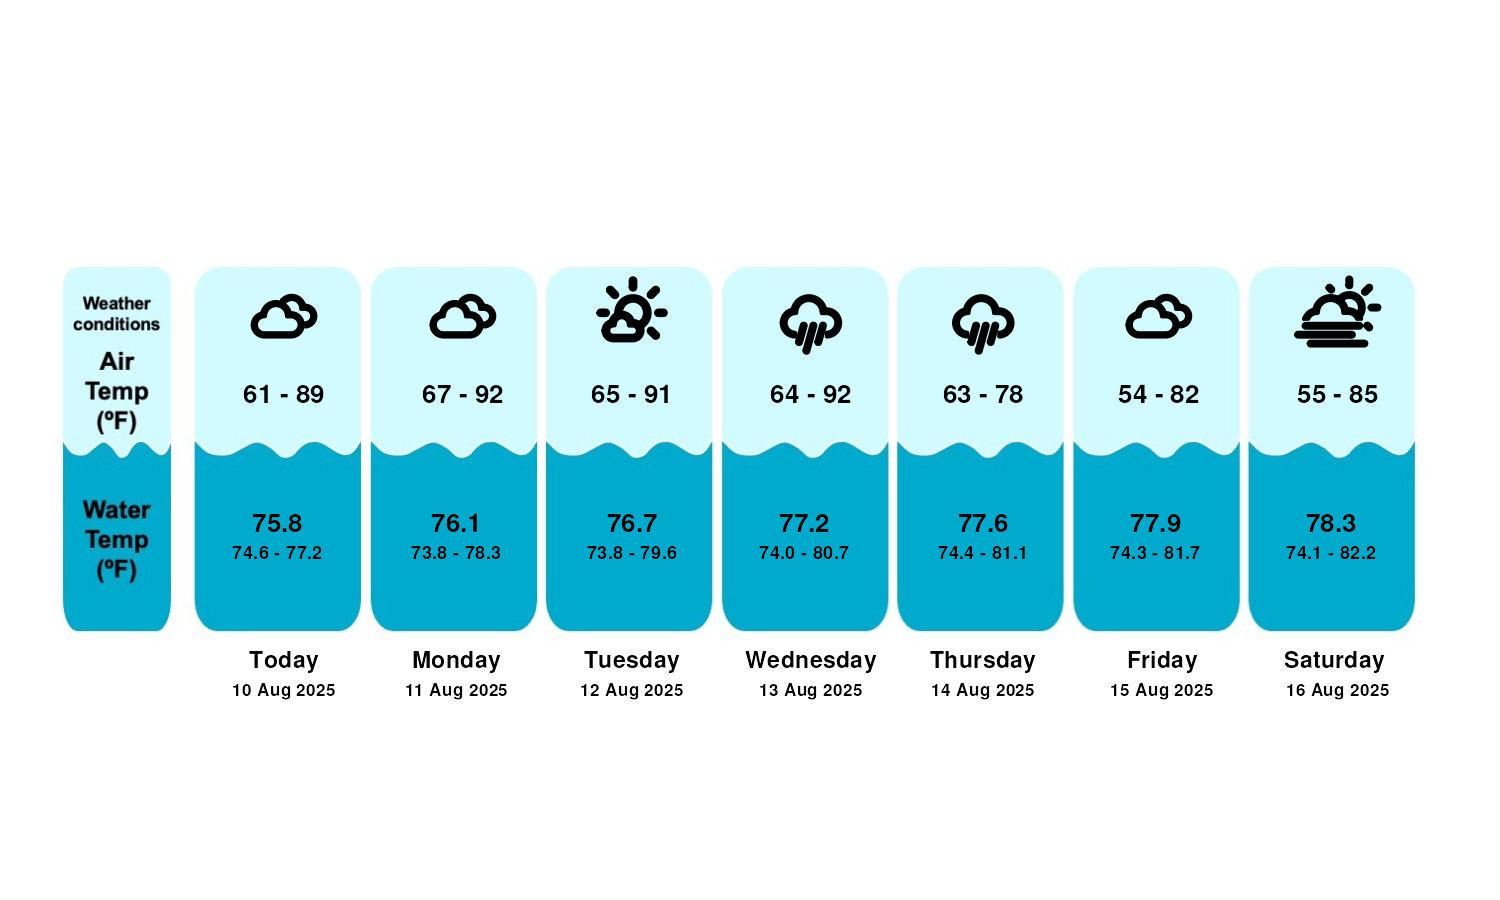 Weather
conditions
Air
Temp
(ºF)
Water
Temp
(ºF)
61 - 89
75.8
74.6 - 77.2
Today
10 Aug 2025
67 - 92
76.1
73.8 - 78.3
Monday
11 Aug 2025
65 - 91
76.7
73.8 - 79.6
Tuesday
12 Aug 2025
64 - 92
77.2
74.0 - 80.7
Wednesday
13 Aug 2025
63 - 78
77.6
74.4 - 81.1
Thursday
14 Aug 2025
54 - 82
77.9
74.3 - 81.7
Friday
15 Aug 2025
55 - 85
78.3
74.1 - 82.2
Saturday
16 Aug 2025